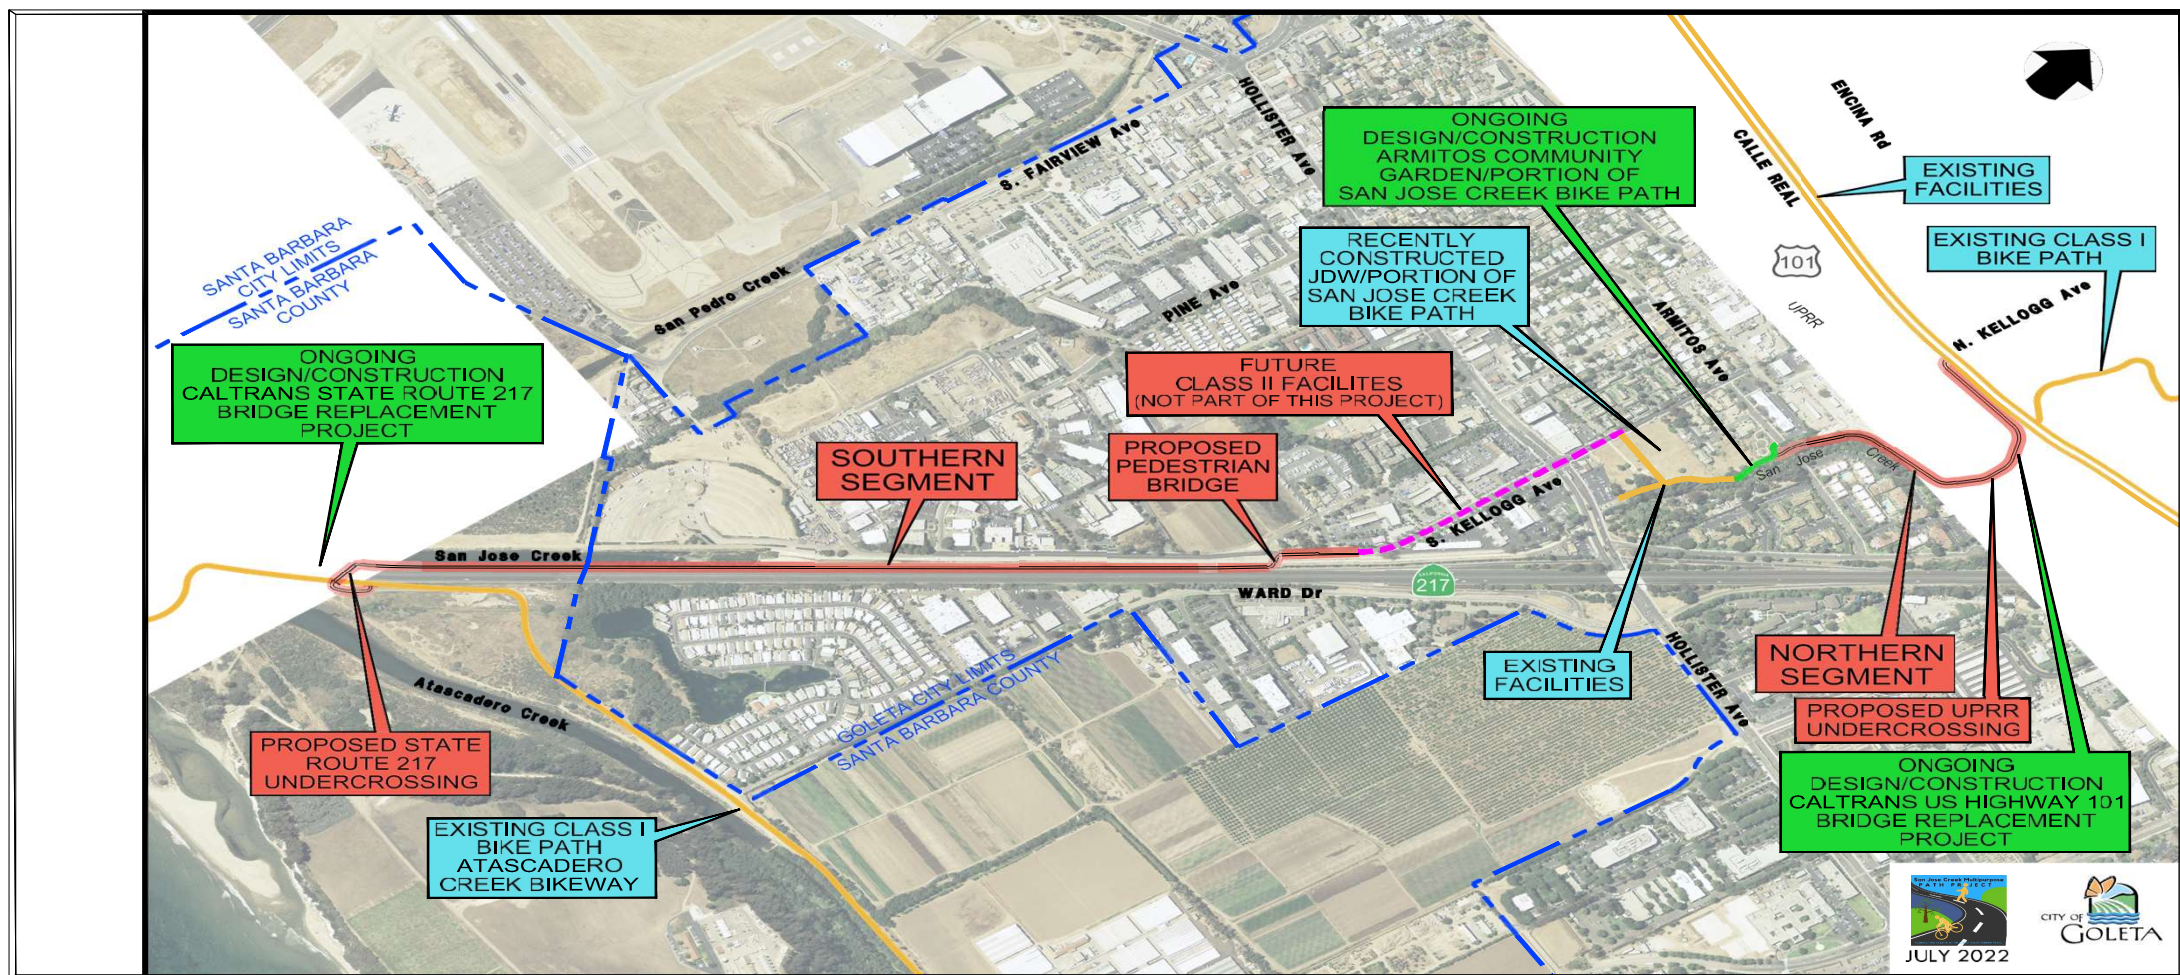 HOLLISTER Ave
ENCINA Rd
CALLE REAL
ONGOING
DESIGN/CONSTRUCTION
ARMITOS COMMUNITY
GARDEN/PORTION OF
SAN JOSE CREEK BIKE PATH
EXISTING
FACILITIES
S. FAIRVIEW Ave
SANTA BARBARA
CITY LIMITS
SANTA BARBARA
COUNTY
RECENTLY
CONSTRUCTED
JDW/PORTION OF
SAN JOSE CREEK
BIKE PATH
101
UPRR
EXISTING CLASS I
BIKE PATH
N. KELLOGG Ave
San Pedro Creek
PINE Ave
ARMITOS Ave
ONGOING
DESIGN/CONSTRUCTION
CALTRANS STATE ROUTE 217
BRIDGE REPLACEMENT
PROJECT
FUTURE
CLASS II FACILITES
(NOT PART OF THIS PROJECT)
SOUTHERN
SEGMENT
PROPOSED
PEDESTRIAN
BRIDGE
San Jose Creek
S. KELLOGG Ave
San Jose Creek
WARD Dr
CALIFORNIA
217
HOLLISTER Ave
EXISTING
FACILITIES
NORTHERN
SEGMENT
GOLETA CITY LIMITS
SANTA BARBARA COUNTY
Atascadero Creek
PROPOSED STATE
ROUTE 217
UNDERCROSSING
PROPOSED UPRR
UNDERCROSSING
ONGOING
DESIGN/CONSTRUCTION
CALTRANS US HIGHWAY 101
BRIDGE REPLACEMENT
PROJECT
EXISTING CLASS I
BIKE PATH
ATASCADERO
CREEK BIKEWAY
San Jose Creek Multipurpose
PATH PROJECT
JULY 2022
CITY OF
GOLETA